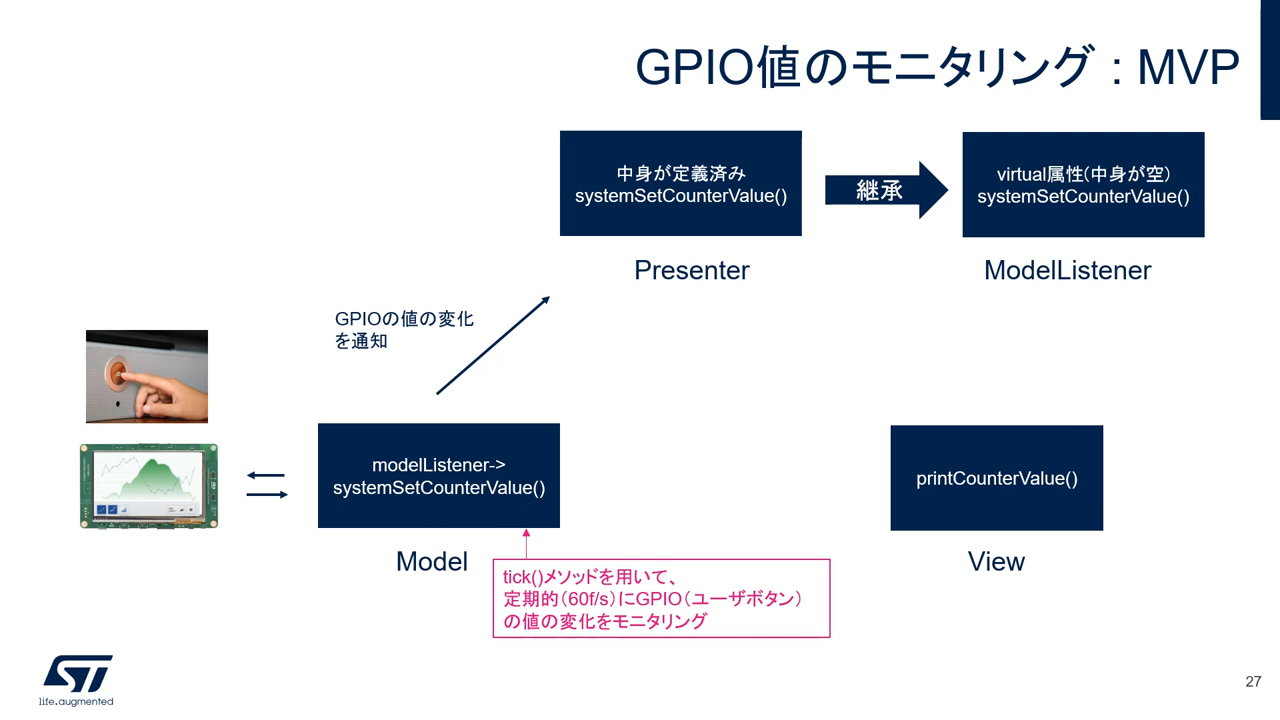 GPIO値のモニタリング : MVP
中身が定義済み
systemSetCounterValue()
継承
virtual属性(中身が空)
systemSetCounterValue()
Presenter
ModelListener
GPIOの値の変化
を通知
modelListener->
systemSetCounterValue()
printCounterValue()
Model
View
tick()メソッドを用いて、
定期的(60f/s)にGPIO(ユーザボタン)
の値の変化をモニタリング
ST
life.augmented
27